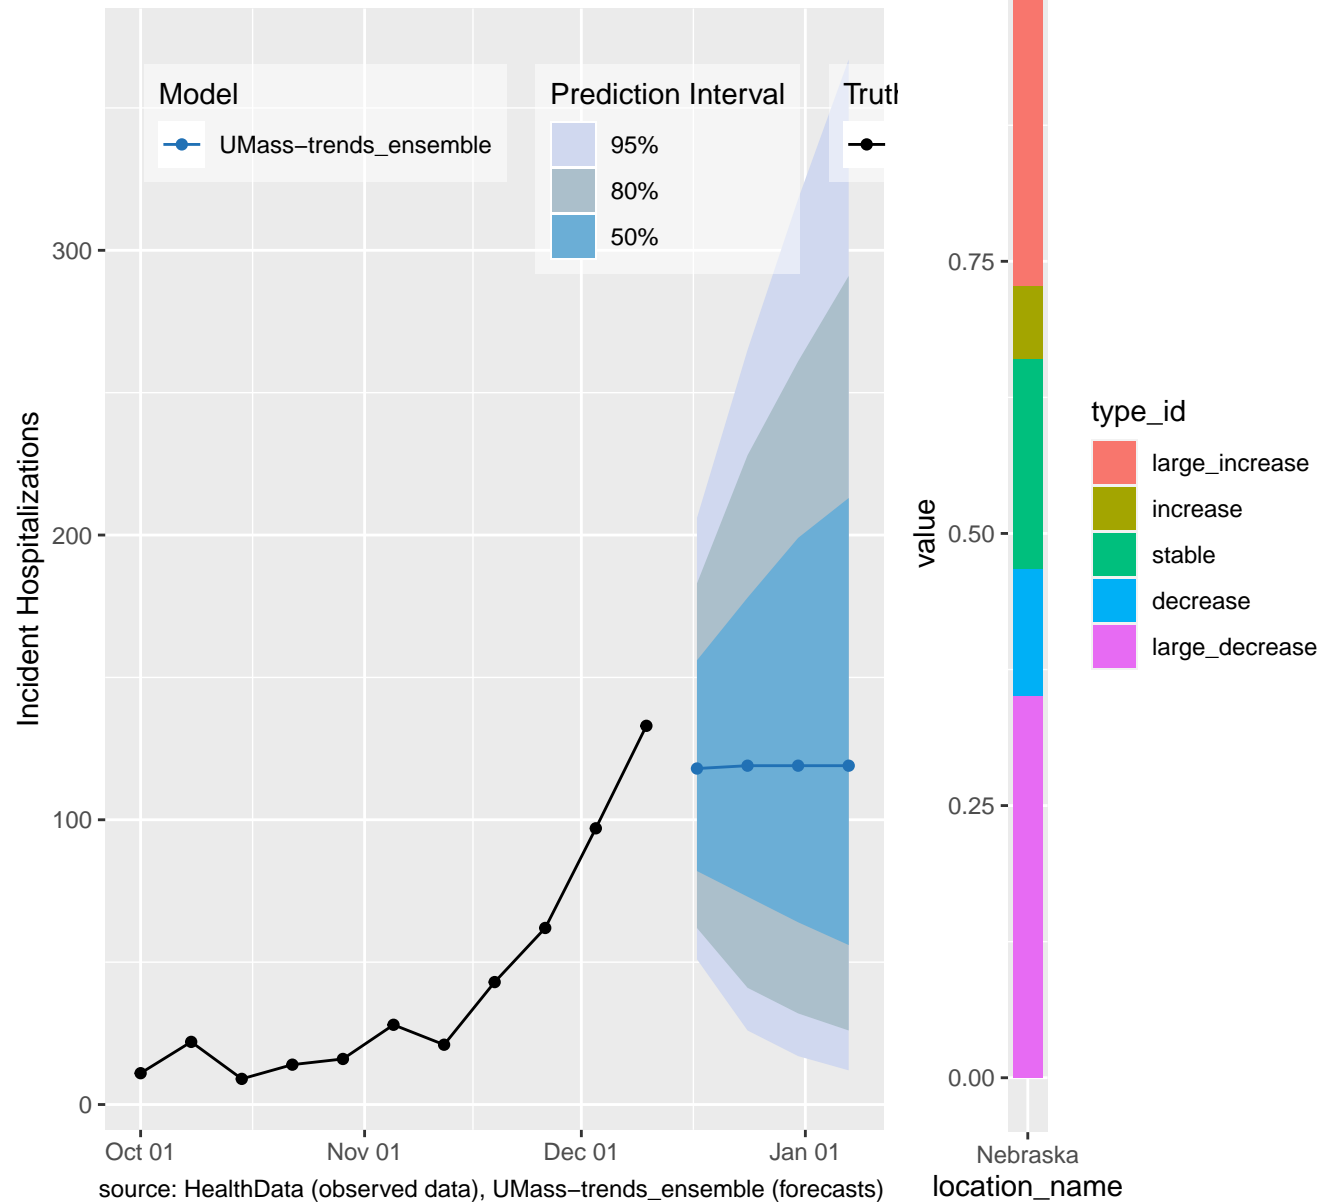 Model
UMass−trends_ensemble
Prediction Interval
95%
80%
50%
Incident Hospitalizations
300
200
100
0
Oct 01
Nov 01
Dec 01
Jan 01
source: HealthData (observed data), UMass−trends_ensemble (forecasts)
value
0.75
0.50
0.25
0.00
Nebraska
location_name
type_id
large_increase
increase
stable
decrease
large_decrease